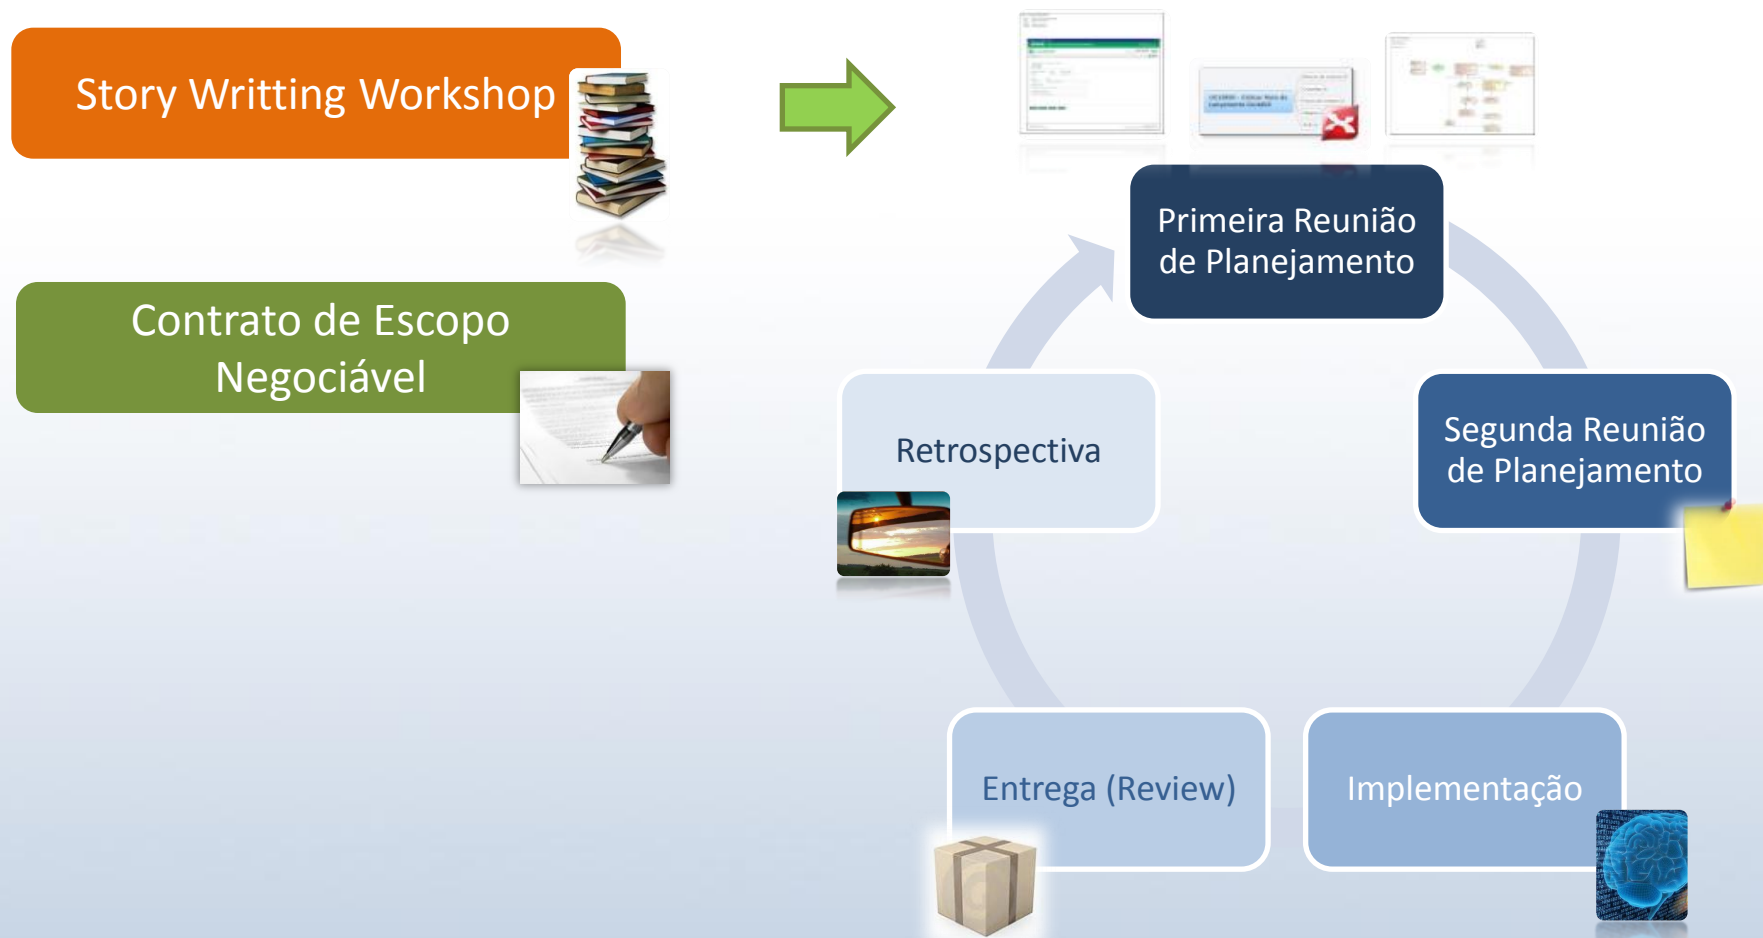 Story Writting Workshop
Contrato de Escopo
Negociável
Primeira Reunião
de Planejamento
Segunda Reunião
de Planejamento
Implementação
Entrega (Review)
Retrospectiva